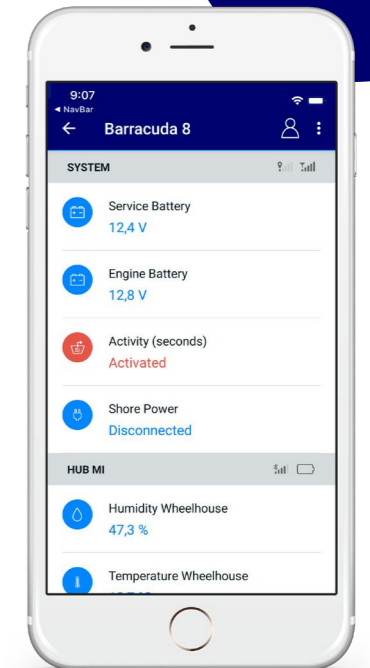 9:07
NavBar
Barracuda 8
SYSTEM
Service Battery
12,4 V
Engine Battery
12,8 V
Activity (seconds)
Activated
Shore Power
Disconnected
HUB MI
Humidity Wheelhouse
47,3 %
Temperature Wheelhouse